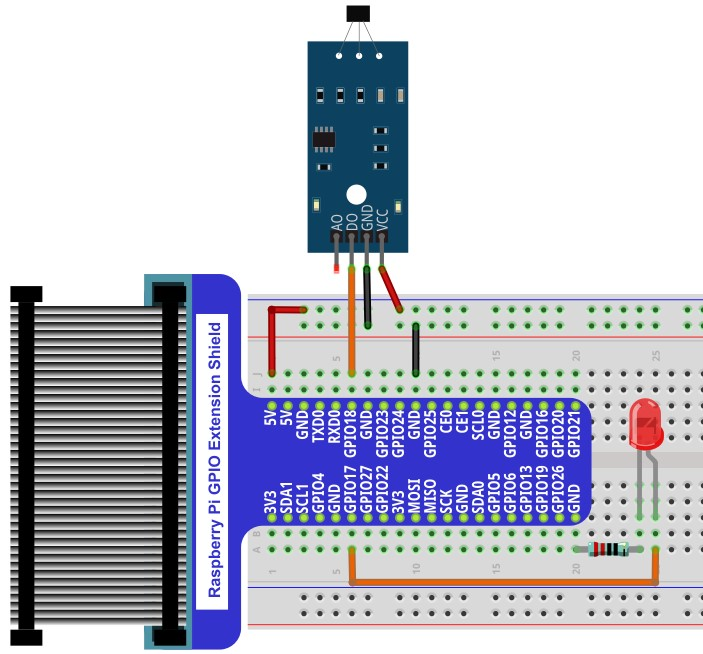 AO
DO
GND
VCC
Raspberry Pi GPIO Extension Shield
5
15
20
25
J
I
5V
5V
GND
TXD0
RXD0
GPIO18
GND
GPIO23
GPIO24
GND
GPIO25
CE0
CE1
SCL0
GND
GPIO12
GND
GPIO16
GPIO20
GPIO21
3V3
SDA1
SCL1
GPIO4
GND
GPIO17
GPIO27
GPIO22
3V3
MOSI
MISO
SCK
GND
SDA0
GPIO5
GPIO6
GPIO13
GPIO19
GPIO26
GND
B
A
1
5
10
15
20